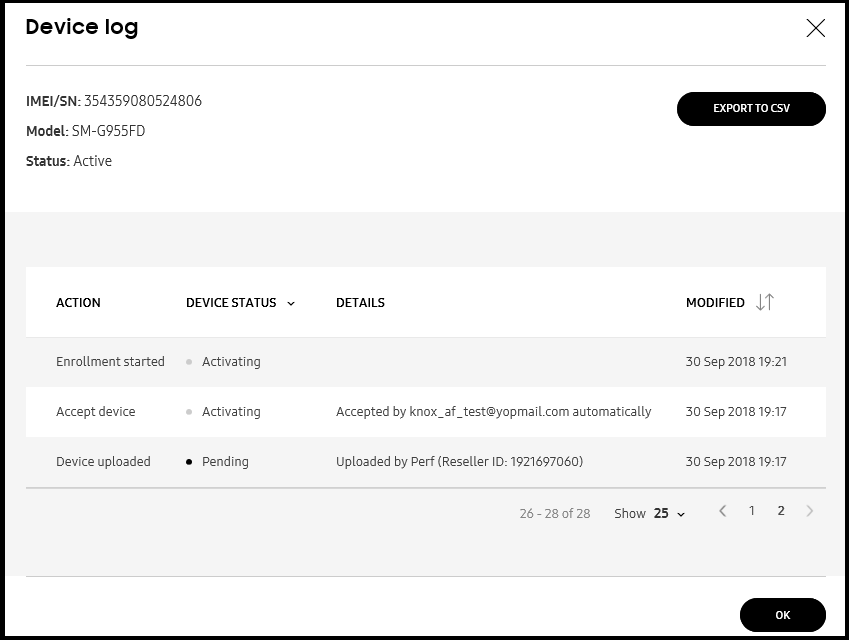 Device log
IMEI/SN: 354359080524806
EXPORT TO CSV
Model: SM-G955FD
Status: Active
ACTION DEVICE STATUS DETAILS MODIFIED
Enrollment started Activating 30 Sep 2018 19:21
Accept device Activating Accepted by knox_af_test@yopmail.com automatically 30 Sep 2018 19:17
Device uploaded Pending Uploaded by Perf (Reseller ID: 1921697060) 30 Sep 2018 19:17
26 - 28 of 28 Show 25 1 2
OK